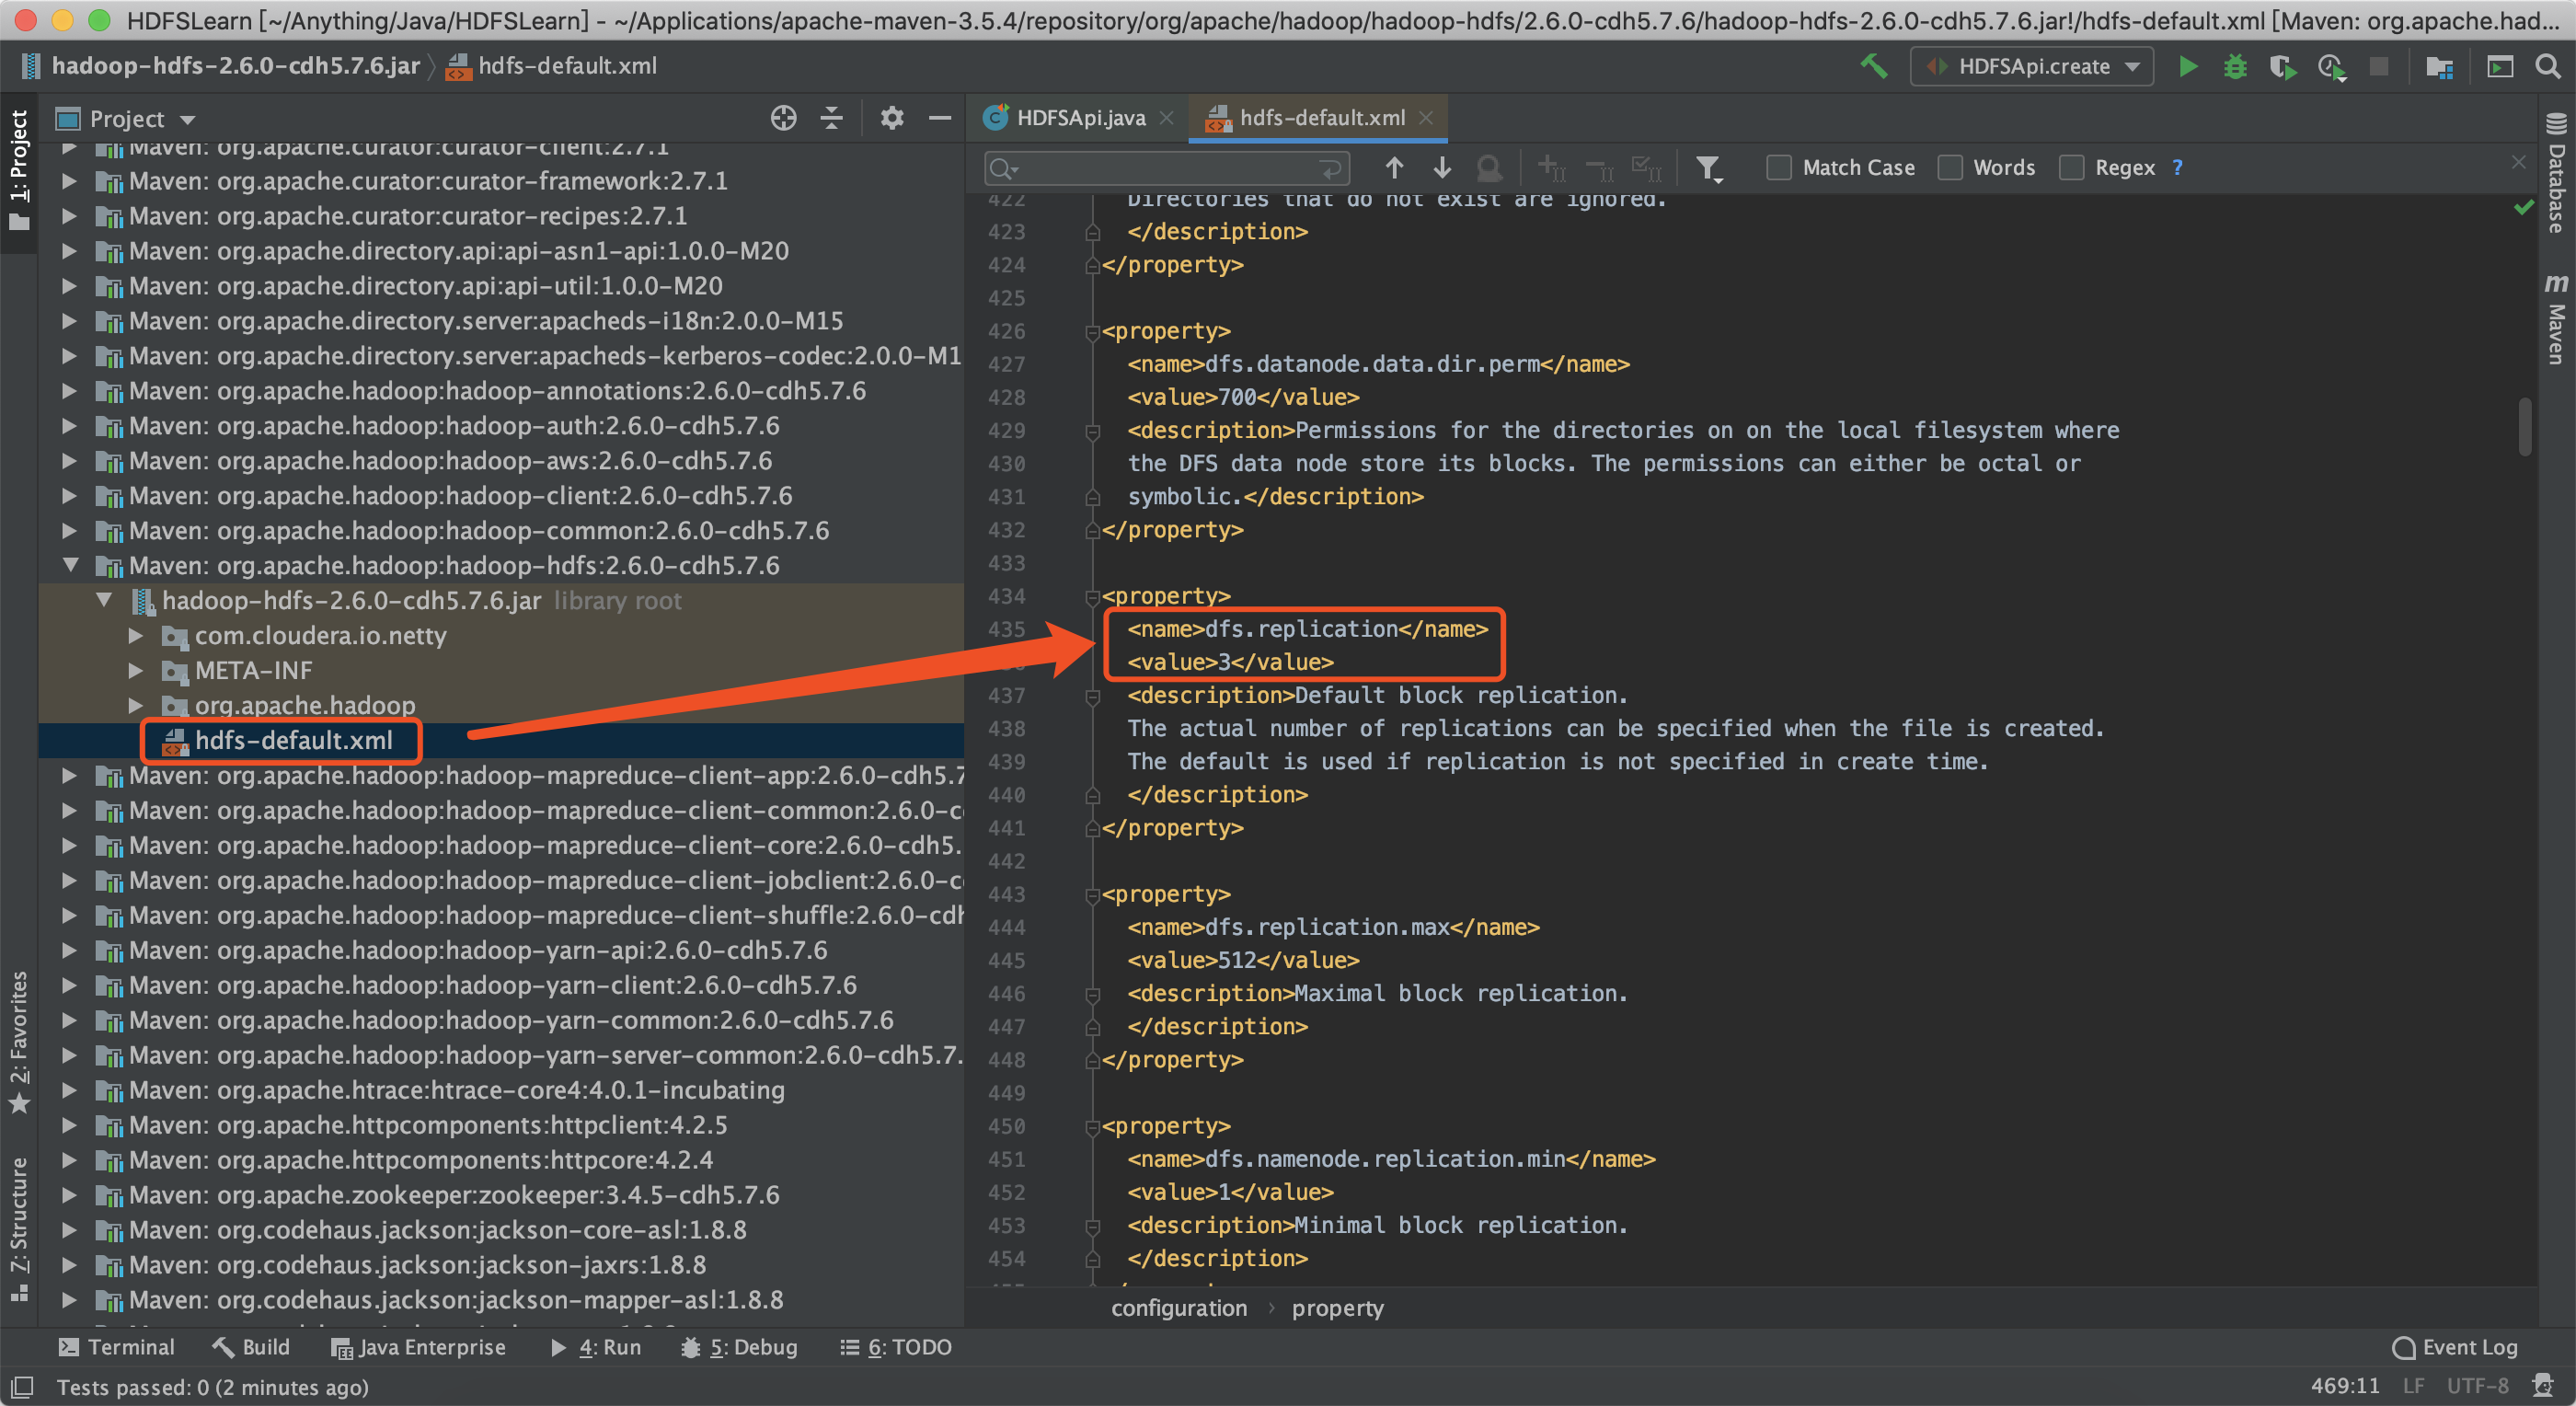 HDFSLearn [~/Anything/Java/HDFSLearn] - ~/Applications/apache-maven-3.5.4/repository/org/apache/hadoop/hadoop-hdfs/2.6.0-cdh5.7.6/hadoop-hdfs-2.6.0-cdh5.7.6.jar!/hdfs-default.xml [Maven: org.apache.had...
hadoop-hdfs-2.6.0-cdh5.7.6.jar
hdfs-default.xml
HDFSApi.create
1: Project
2: Favorites
Z: Structure
Project
Maven: org.apache.curator:curator-client:2.7.1
Maven: org.apache.curator:curator-framework:2.7.1
Maven: org.apache.curator:curator-recipes:2.7.1
Maven: org.apache.directory.api:api-asn1-api:1.0.0-M20
Maven: org.apache.directory.api:api-util:1.0.0-M20
Maven: org.apache.directory.server:apacheds-i18n:2.0.0-M15
Maven: org.apache.directory.server:apacheds-kerberos-codec:2.0.0-M1
Maven: org.apache.hadoop:hadoop-annotations:2.6.0-cdh5.7.6
Maven: org.apache.hadoop:hadoop-auth:2.6.0-cdh5.7.6
Maven: org.apache.hadoop:hadoop-aws:2.6.0-cdh5.7.6
Maven: org.apache.hadoop:hadoop-client:2.6.0-cdh5.7.6
Maven: org.apache.hadoop:hadoop-common:2.6.0-cdh5.7.6
Maven: org.apache.hadoop:hadoop-hdfs:2.6.0-cdh5.7.6
hadoop-hdfs-2.6.0-cdh5.7.6.jar library root
com.cloudera.io.netty
META-INF
org.apache.hadoop
hdfs-default.xml
Maven: org.apache.hadoop:hadoop-mapreduce-client-app:2.6.0-cdh5.7
Maven: org.apache.hadoop:hadoop-mapreduce-client-common:2.6.0-c
Maven: org.apache.hadoop:hadoop-mapreduce-client-core:2.6.0-cdh5.
Maven: org.apache.hadoop:hadoop-mapreduce-client-jobclient:2.6.0-c
Maven: org.apache.hadoop:hadoop-mapreduce-client-shuffle:2.6.0-cdh
Maven: org.apache.hadoop:hadoop-yarn-api:2.6.0-cdh5.7.6
Maven: org.apache.hadoop:hadoop-yarn-client:2.6.0-cdh5.7.6
Maven: org.apache.hadoop:hadoop-yarn-common:2.6.0-cdh5.7.6
Maven: org.apache.hadoop:hadoop-yarn-server-common:2.6.0-cdh5.7.
Maven: org.apache.htrace:htrace-core4:4.0.1-incubating
Maven: org.apache.httpcomponents:httpclient:4.2.5
Maven: org.apache.httpcomponents:httpcore:4.2.4
Maven: org.apache.zookeeper:zookeeper:3.4.5-cdh5.7.6
Maven: org.codehaus.jackson:jackson-core-asl:1.8.8
Maven: org.codehaus.jackson:jackson-jaxrs:1.8.8
Maven: org.codehaus.jackson:jackson-mapper-asl:1.8.8
HDFSApi.java
hdfs-default.xml
Match Case
Words
Regex
?
422 Directories that do not exist are ignored.
423 </description>
424 </property>
425
426 <property>
427 <name>dfs.datanode.data.dir.perm</name>
428 <value>700</value>
429 <description>Permissions for the directories on on the local filesystem where
430 the DFS data node store its blocks. The permissions can either be octal or
431 symbolic.</description>
432 </property>
433
434 <property>
435 <name>dfs.replication</name>
<value>3</value>
437 <description>Default block replication.
438 The actual number of replications can be specified when the file is created.
439 The default is used if replication is not specified in create time.
440 </description>
441 </property>
442
443 <property>
444 <name>dfs.replication.max</name>
445 <value>512</value>
446 <description>Maximal block replication.
447 </description>
448 </property>
449
450 <property>
451 <name>dfs.namenode.replication.min</name>
452 <value>1</value>
453 <description>Minimal block replication.
454 </description>
configuration
property
Database
m Maven
Terminal
Build
Java Enterprise
4: Run
5: Debug
6: TODO
Event Log
Tests passed: 0 (2 minutes ago)
469:11
LF
UTF-8